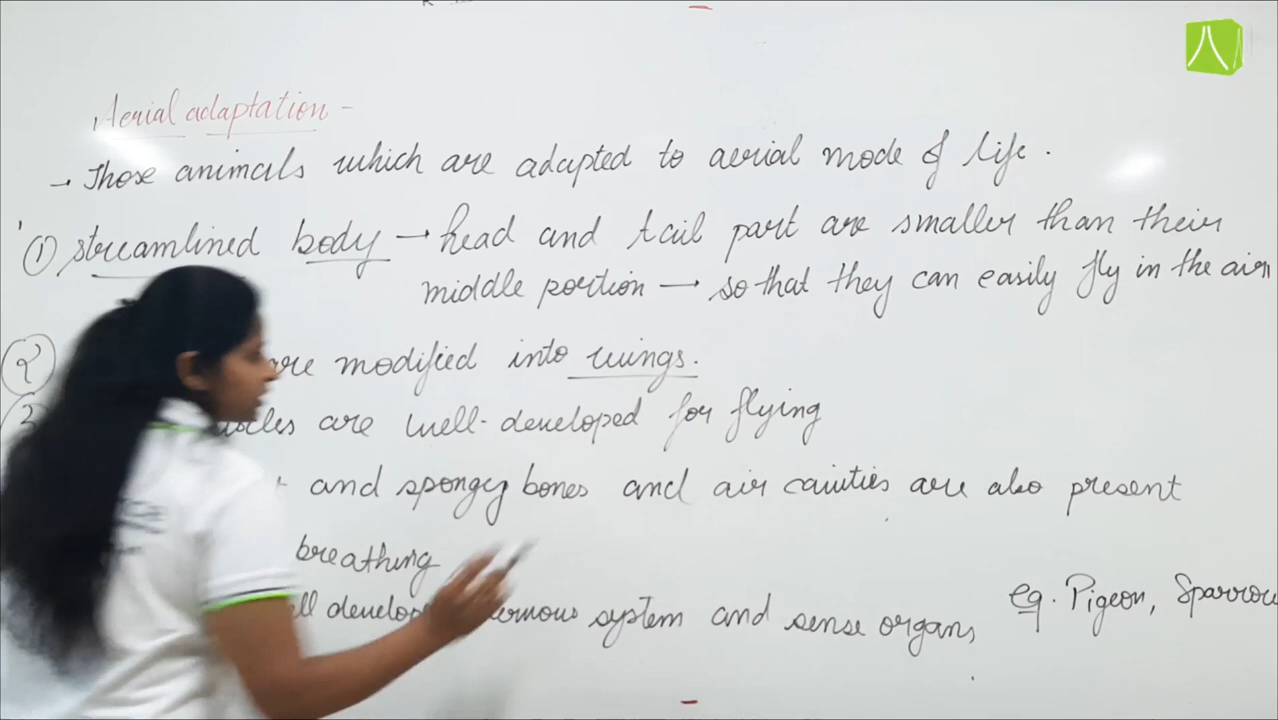 Aerial adaptation -
→ Those animals which are adapted to aerial mode of life.
① streamlined body → head and tail part are smaller than their
middle portion → so that they can easily fly in the air
② are modified into wings.
are well-developed for flying
and spongy bones and air cavities are also present
breathing
system and sense organs
eg. Pigeon, Sparrow